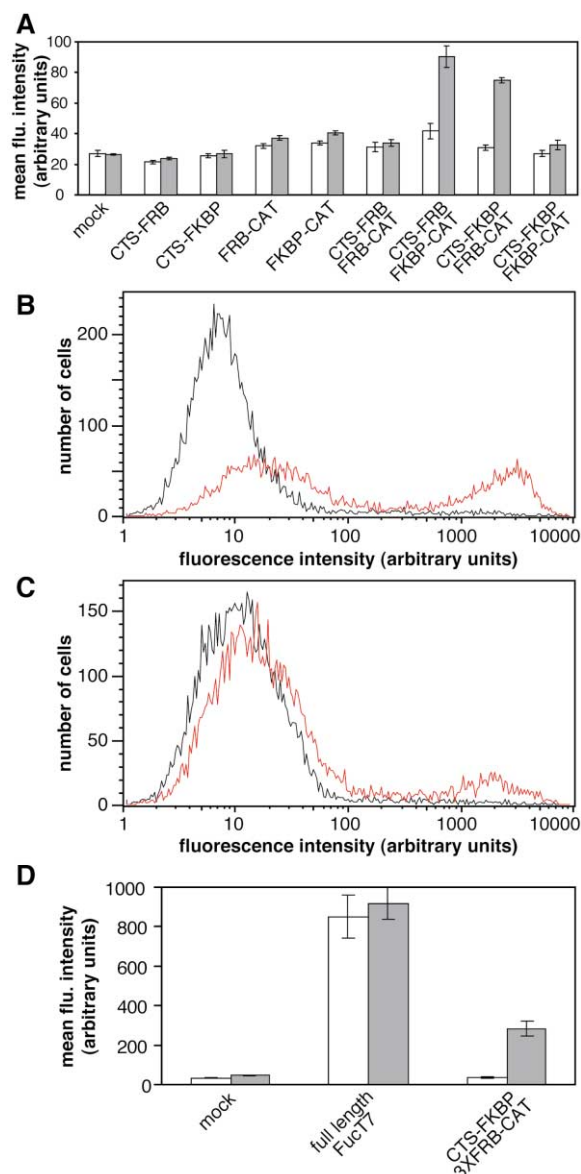 A
mean flu. intensity
(arbitrary units)
100
80
60
40
20
0
mock
CTS-FRB
CTS-FKBP
FRB-CAT
FKBP-CAT
CTS-FRB
FRB-CAT
CTS-FRB
FKBP-CAT
CTS-FKBP
FRB-CAT
CTS-FKBP
FKBP-CAT
B
number of cells
200
100
0
1
10
100
1000
10000
fluorescence intensity (arbitrary units)
C
number of cells
150
100
50
0
1
10
100
1000
10000
fluorescence intensity (arbitrary units)
D
mean flu. intensity
(arbitrary units)
1000
800
600
400
200
0
mock
full length
FucT7
CTS-FKBP
3XFRB-CAT